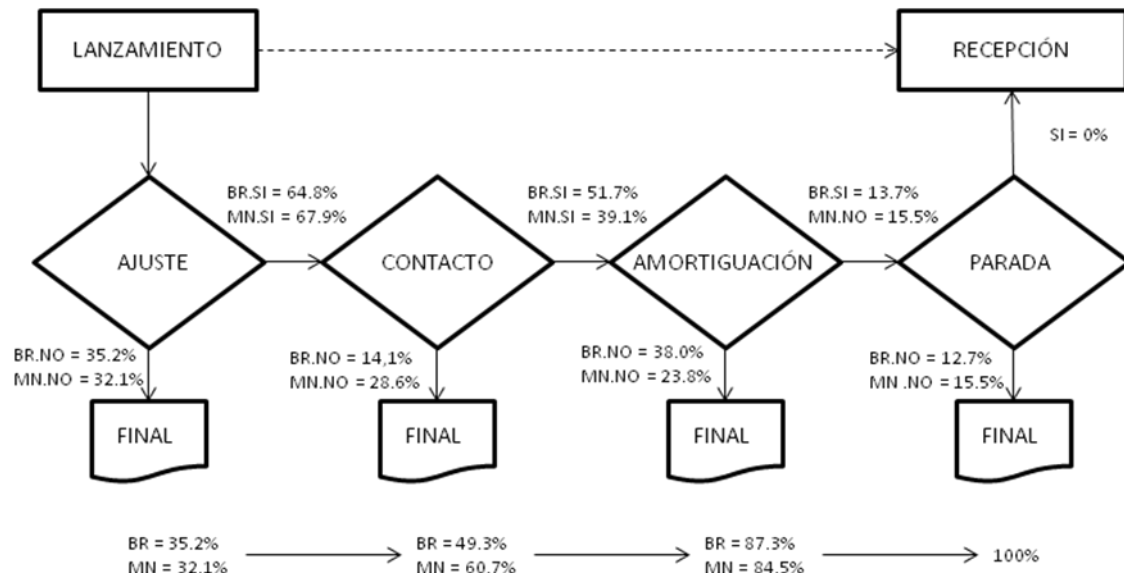 LANZAMIENTO
RECEPCIÓN
SI = 0%
BR.SI = 64.8%
MN.SI = 67.9%
BR.SI = 51.7%
MN.SI = 39.1%
BR.SI = 13.7%
MN.NO = 15.5%
AJUSTE
CONTACTO
AMORTIGUACIÓN
PARADA
BR.NO = 35.2%
MN.NO = 32.1%
BR.NO = 14,1%
MN.NO = 28.6%
BR.NO = 38.0%
MN.NO = 23.8%
BR.NO = 12.7%
MN .NO = 15.5%
FINAL
FINAL
FINAL
FINAL
BR = 35.2%
MN = 32.1%
BR = 49.3%
MN = 60.7%
BR = 87.3%
MN = 84.5%
100%